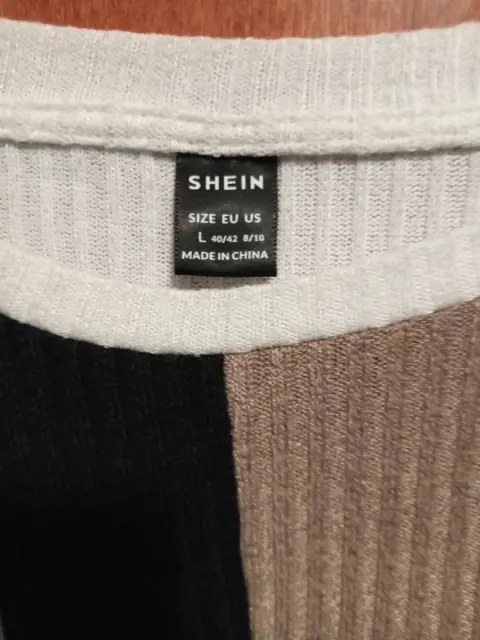 SHEIN
SIZE EU US
L 40/42 8/10
MADE IN CHINA